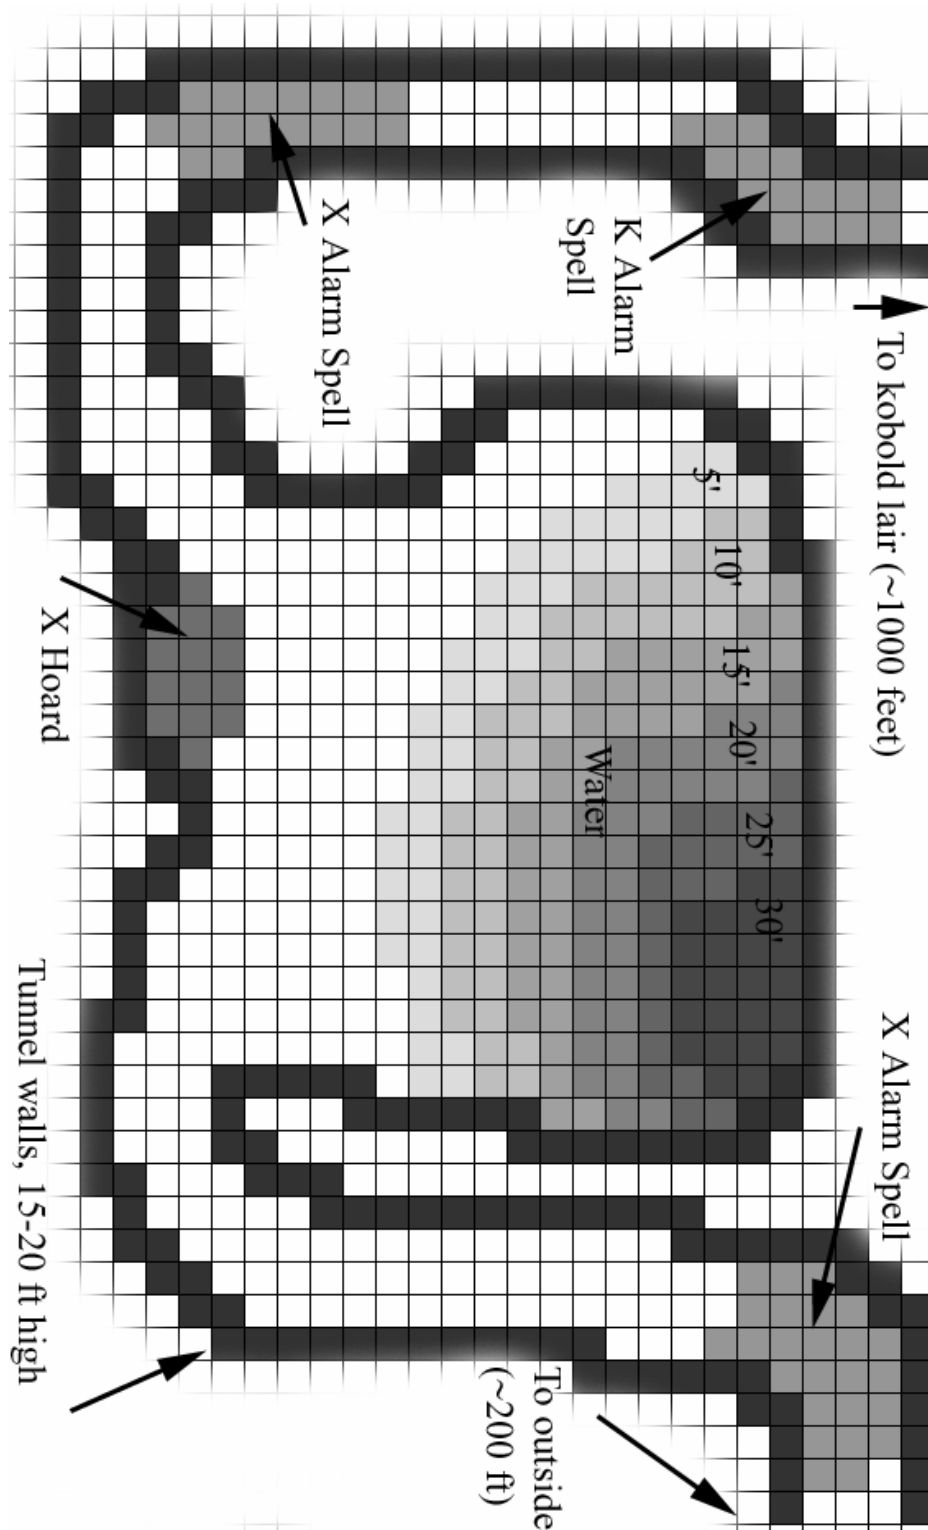 To kobold lair (~1000 feet)
K Alarm
Spell
X Alarm Spell
5'
10'
15'
20'
25'
30'
Water
X Alarm Spell
X Hoard
To outside
(~200 ft)
Tunnel walls, 15-20 ft high